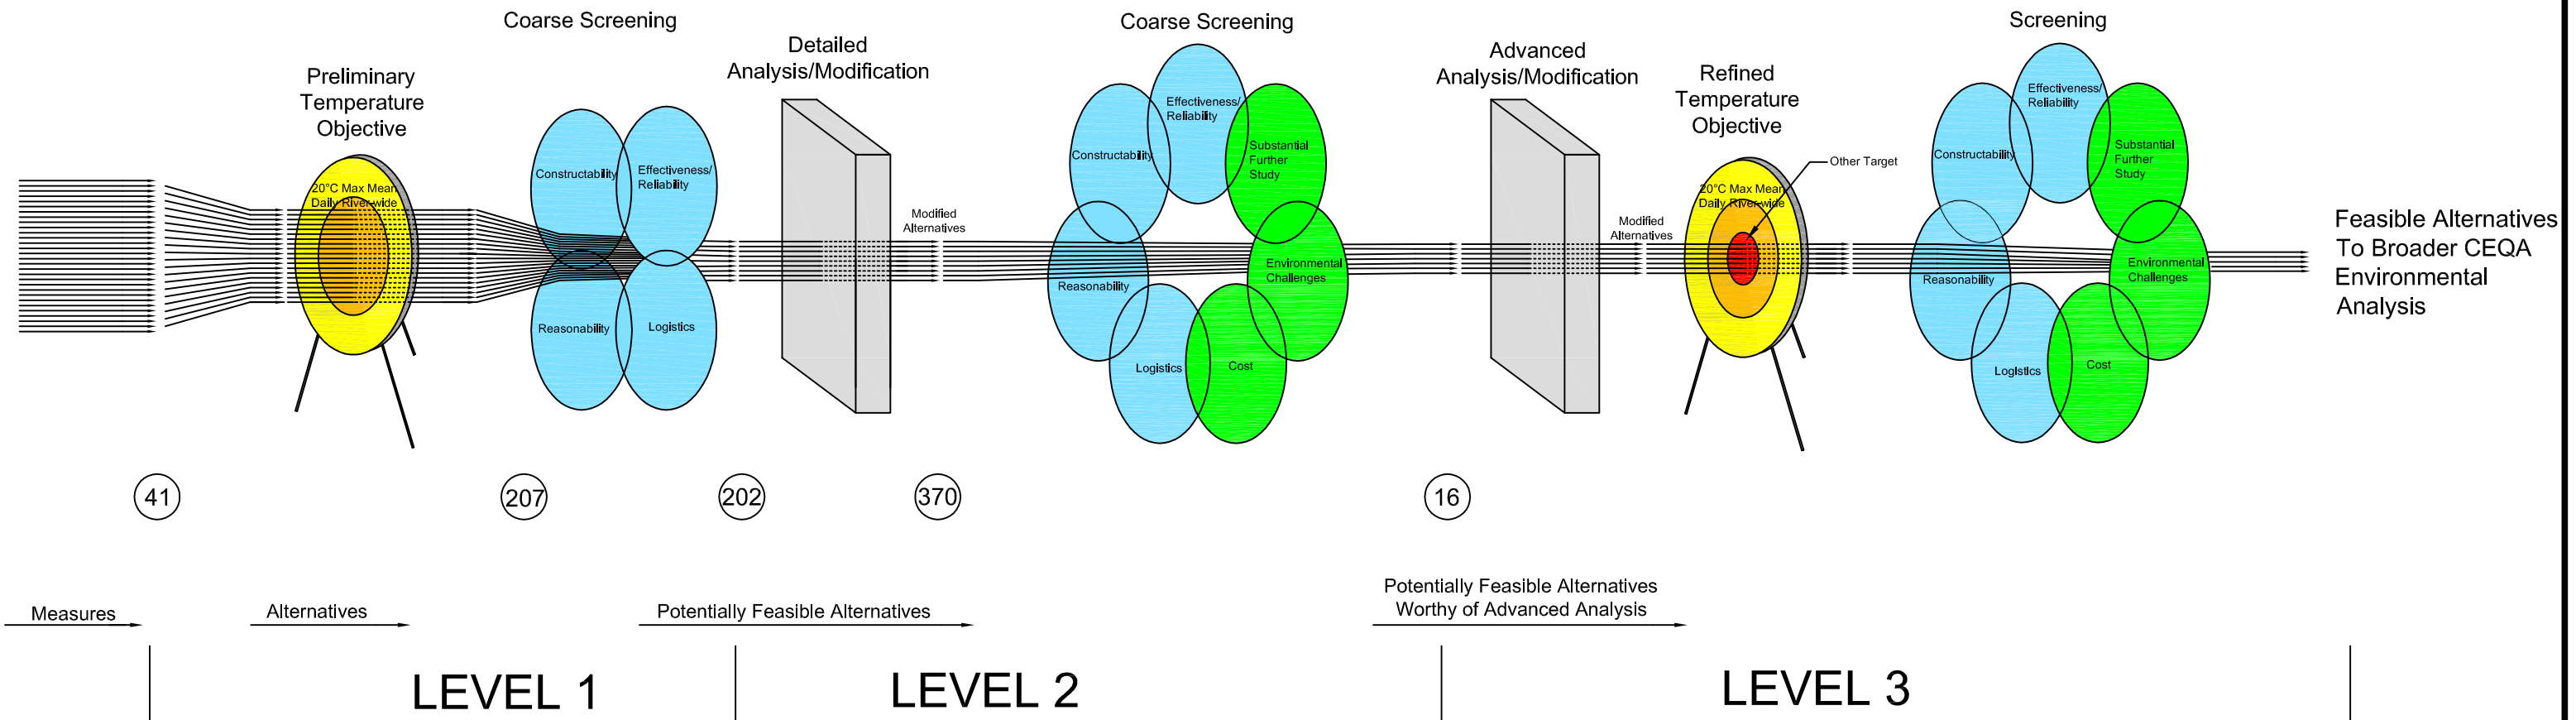 Coarse Screening
Coarse Screening
Screening
Preliminary
Temperature
Objective
Detailed
Analysis/Modification
Advanced
Analysis/Modification
Refined
Temperature
Objective
20°C Max Mean
Daily River-wide
Constructability
Effectiveness/
Reliability
Reasonability
Logistics
Modified
Alternatives
Constructability
Effectiveness/
Reliability
Substantial
Further
Study
Reasonability
Environmental
Challenges
Logistics
Cost
Modified
Alternatives
20°C Max Mean
Daily River-wide
Other Target
Constructability
Effectiveness/
Reliability
Substantial
Further
Study
Reasonability
Environmental
Challenges
Logistics
Cost
Feasible Alternatives
To Broader CEQA
Environmental
Analysis
41
207
202
370
16
Measures
Alternatives
Potentially Feasible Alternatives
Potentially Feasible Alternatives
Worthy of Advanced Analysis
LEVEL 1
LEVEL 2
LEVEL 3